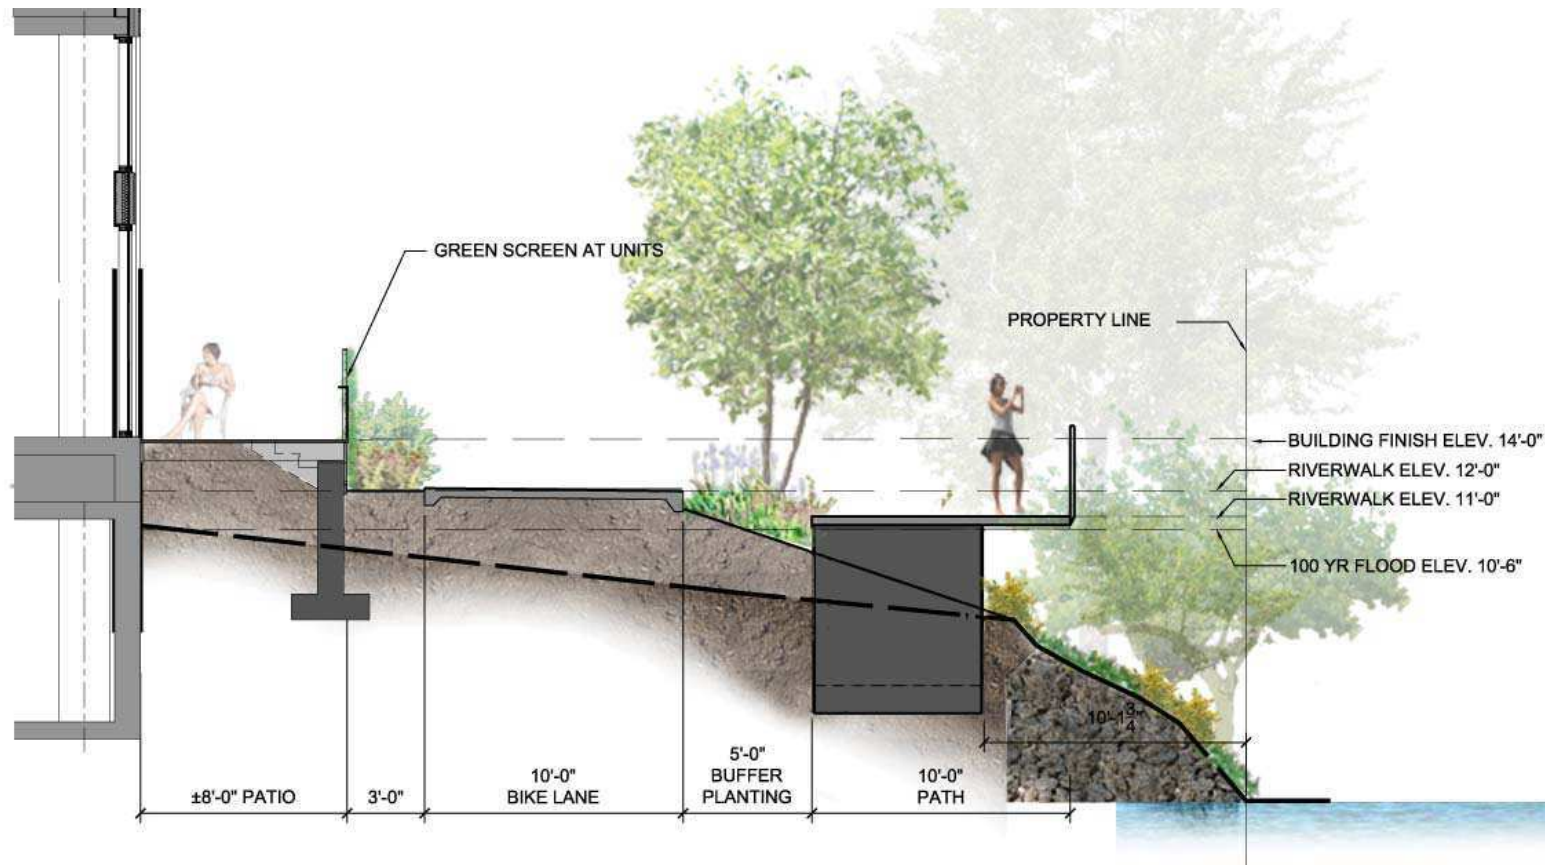 GREEN SCREEN AT UNITS
PROPERTY LINE
BUILDING FINISH ELEV. 14'-0"
RIVERWALK ELEV. 12'-0"
RIVERWALK ELEV. 11'-0"
100 YR FLOOD ELEV. 10'-6"
10'-1 3/4"
±8'-0" PATIO
3'-0"
10'-0"
BIKE LANE
5'-0"
BUFFER
PLANTING
10'-0"
PATH